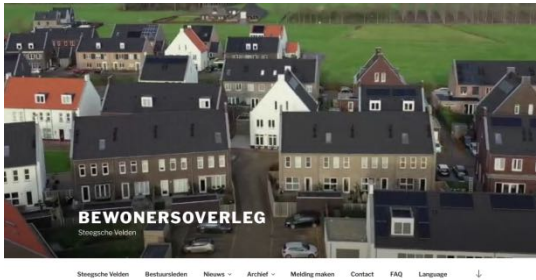 BEWONERSOVERLEG
Steegsche Velden
Steegsche Velden Bestuursleden Nieuws Archief Melding maken Contact FAQ Language